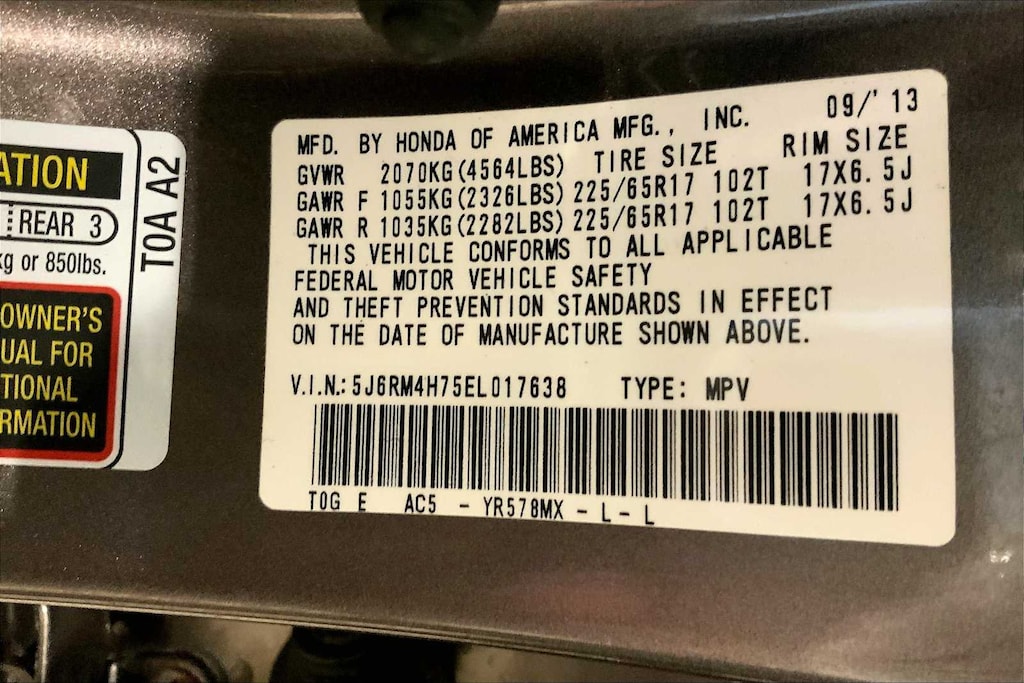 ATION
REAR 3
kg or 850lbs.
OWNER'S
UAL FOR
TIONAL
RMATION
TOA A2
MFD. BY HONDA OF AMERICA MFG., INC. 09/'13
GVWR 2070KG(4564LBS) TIRE SIZE RIM SIZE
GAWR F 1055KG(2326LBS) 225/65R17 102T 17X6.5J
GAWR R 1035KG(2282LBS) 225/65R17 102T 17X6.5J
THIS VEHICLE CONFORMS TO ALL APPLICABLE
FEDERAL MOTOR VEHICLE SAFETY
AND THEFT PREVENTION STANDARDS IN EFFECT
ON THE DATE OF MANUFACTURE SHOWN ABOVE.
V.I.N.: 5J6RM4H75EL017638 TYPE: MPV
TOG E AC5 - YR578MX - L - L